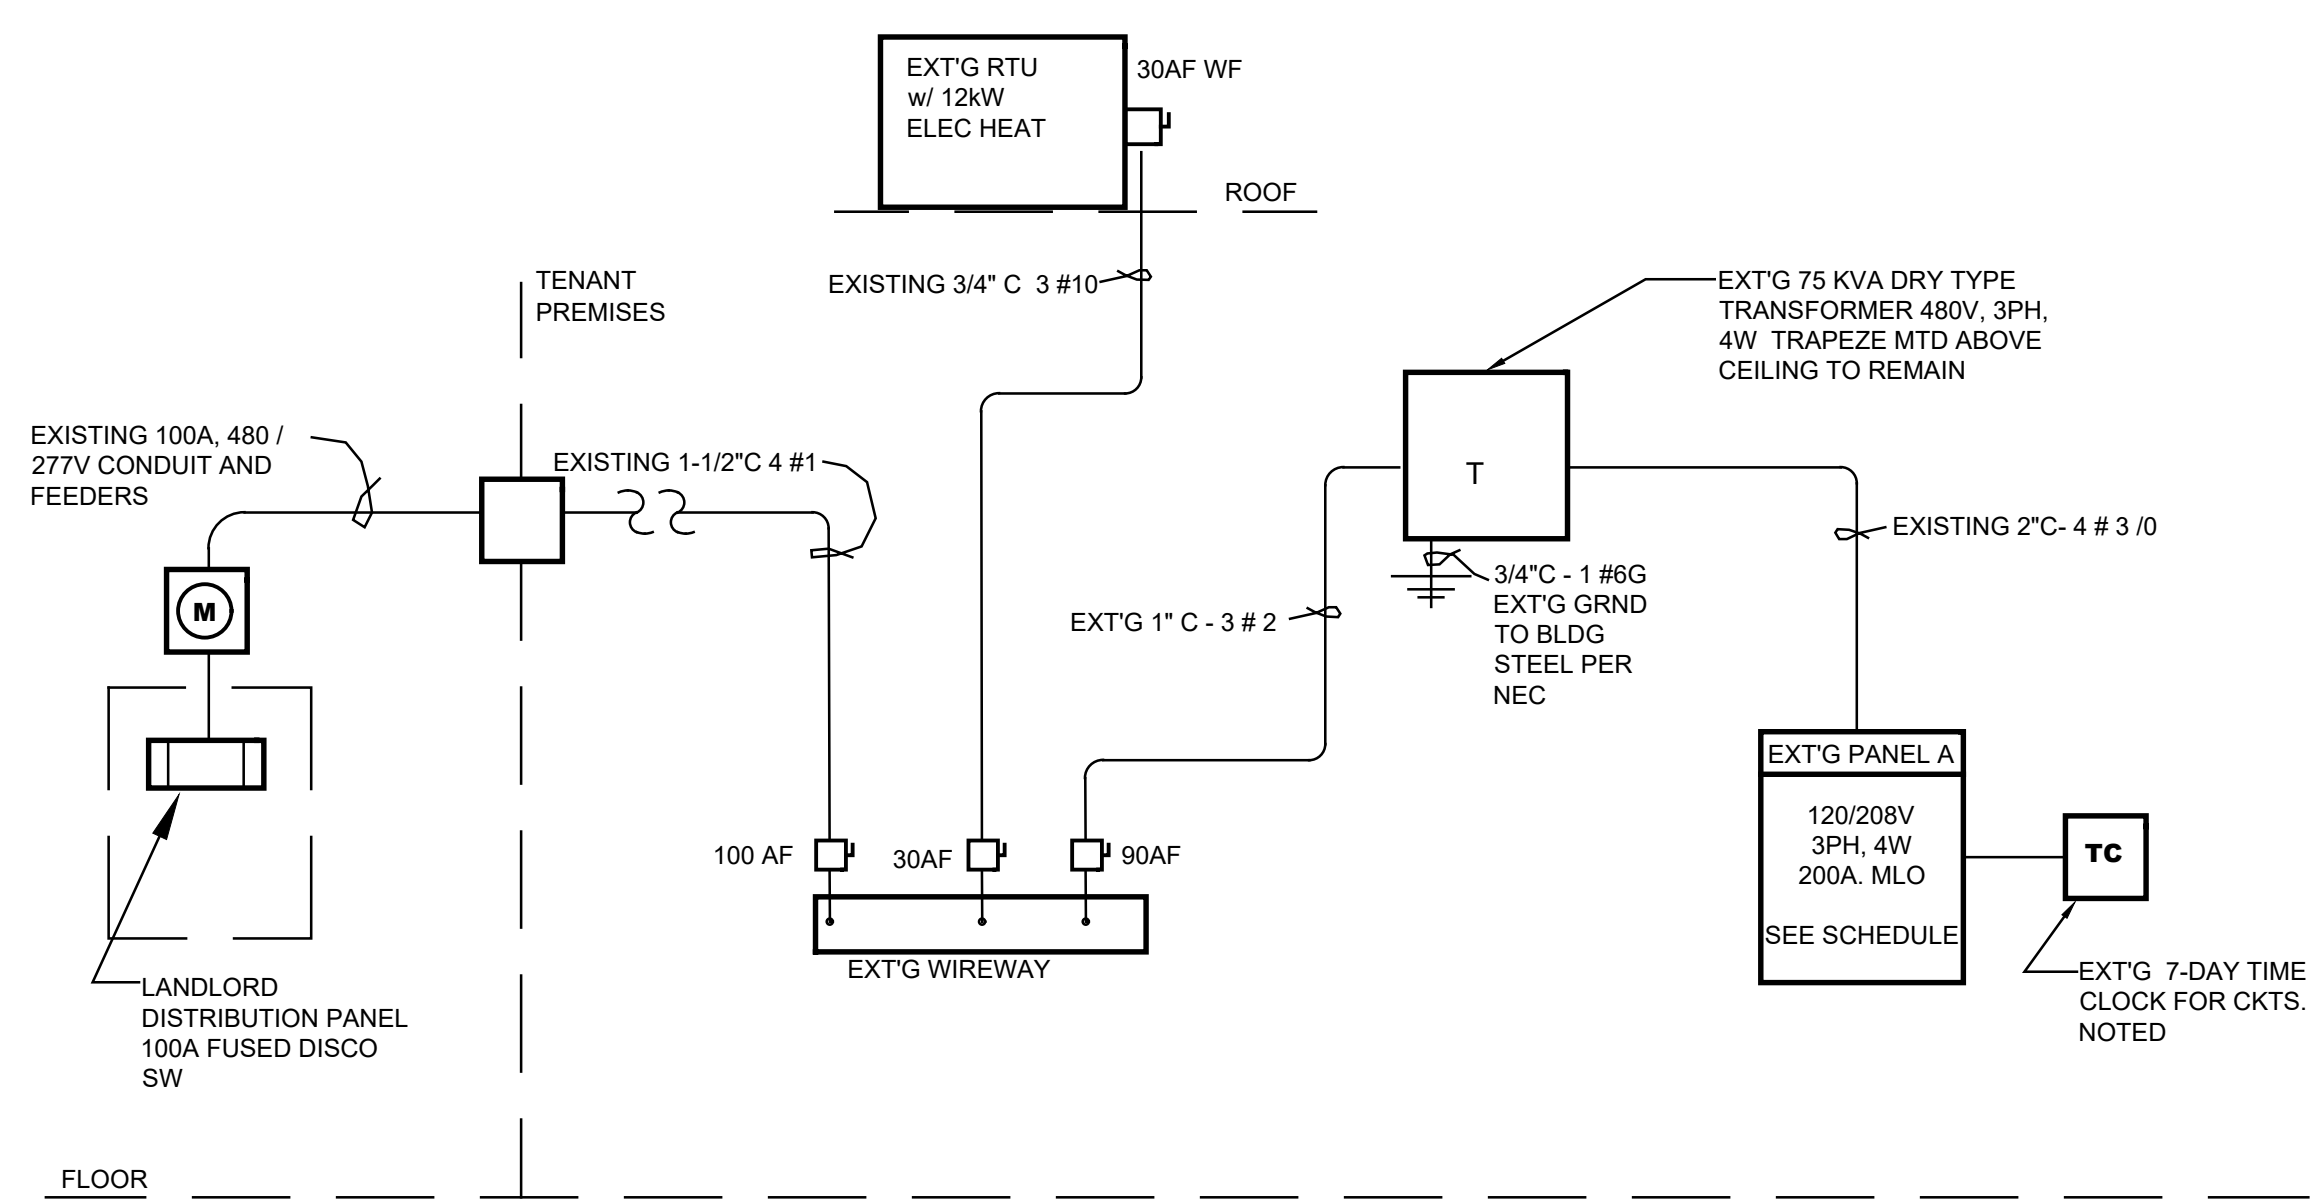 EXT'G RTU
w/ 12kW
ELEC HEAT
30AF WF
ROOF
TENANT
PREMISES
EXISTING 3/4" C  3 #10
EXT'G 75 KVA DRY TYPE
TRANSFORMER 480V, 3PH,
4W  TRAPEZE MTD ABOVE
CEILING TO REMAIN
EXISTING 100A, 480 /
277V CONDUIT AND
FEEDERS
EXISTING 1-1/2"C 4 #1
T
EXISTING 2"C- 4 # 3 /0
M
3/4"C - 1 #6G
EXT'G GRND
TO BLDG
STEEL PER
NEC
EXT'G 1" C - 3 # 2
EXT'G PANEL A
120/208V
3PH, 4W
200A. MLO
SEE SCHEDULE
TC
100 AF
30AF
90AF
EXT'G WIREWAY
EXT'G  7-DAY TIME
CLOCK FOR CKTS.
NOTED
LANDLORD
DISTRIBUTION PANEL
100A FUSED DISCO
SW
FLOOR